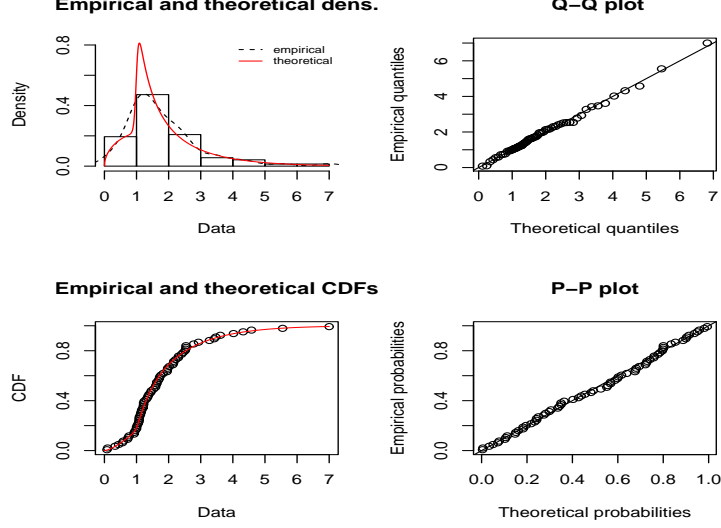 Empirical and theoretical dens.
Density
0.0 0.4 0.8
empirical
theoretical
0 1 2 3 4 5 6 7
Data
Q−Q plot
Empirical quantiles
0 2 4 6
0 1 2 3 4 5 6 7
Theoretical quantiles
Empirical and theoretical CDFs
CDF
0.0 0.4 0.8
0 1 2 3 4 5 6 7
Data
P−P plot
Empirical probabilities
0.0 0.4 0.8
0.0 0.2 0.4 0.6 0.8 1.0
Theoretical probabilities